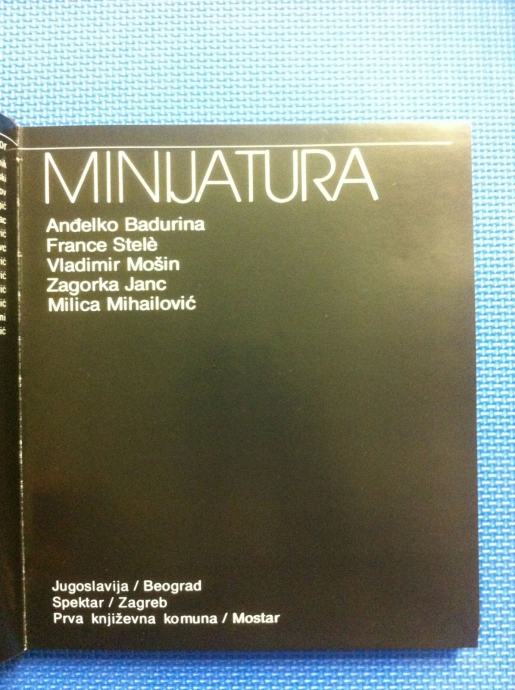 MINIJATURA
Anđelko Badurina
France Stelè
Vladimir Mošin
Zagorka Janc
Milica Mihailović
Jugoslavija / Beograd
Spektar / Zagreb
Prva književna komuna / Mostar